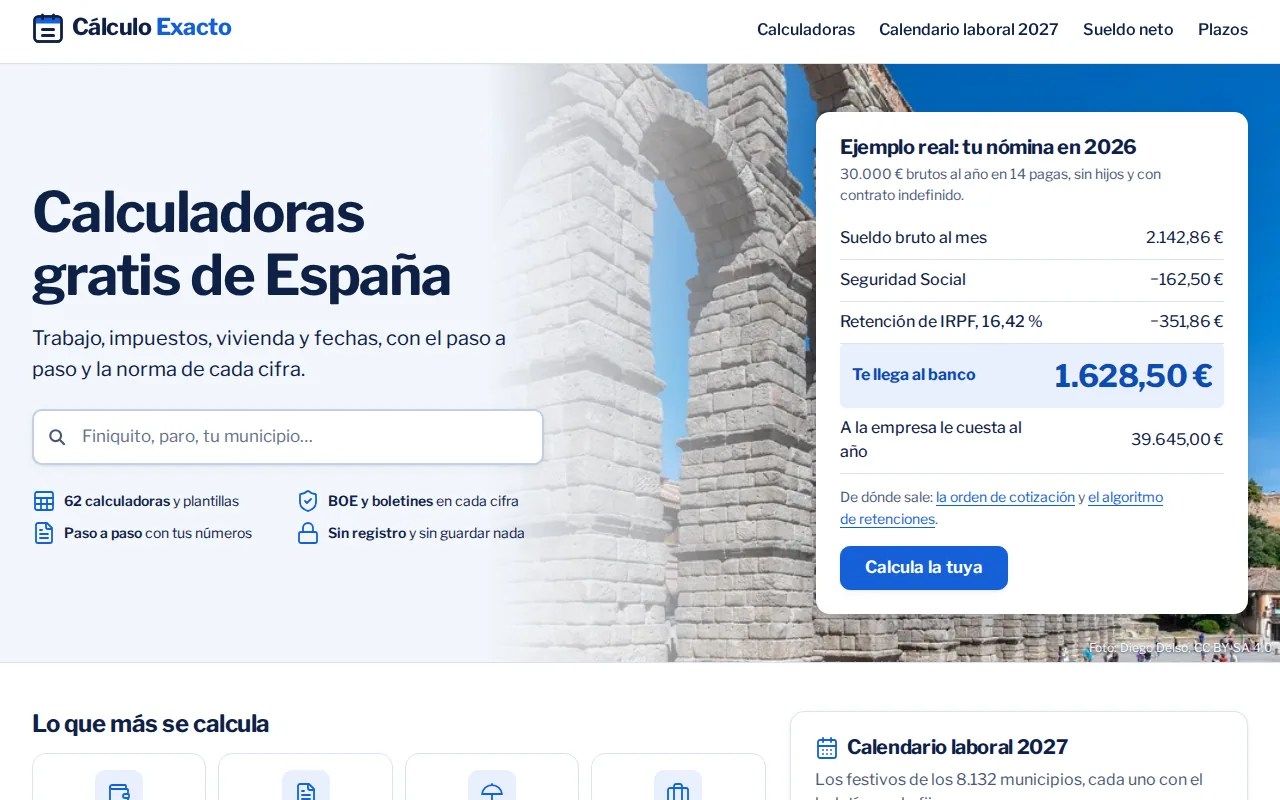 Cálculo Exacto
Calculadoras
Calendario laboral 2027
Sueldo neto
Plazos
Calculadoras
gratis de España
Trabajo, impuestos, vivienda y fechas, con el paso a
paso y la norma de cada cifra.
Finiquito, paro, tu municipio...
62 calculadoras y plantillas
BOE y boletines en cada cifra
Paso a paso con tus números
Sin registro y sin guardar nada
Ejemplo real: tu nómina en 2026
30.000 € brutos al año en 14 pagas, sin hijos y con
contrato indefinido.
Sueldo bruto al mes 2.142,86 €
Seguridad Social −162,50 €
Retención de IRPF, 16,42 % −351,86 €
Te llega al banco 1.628,50 €
A la empresa le cuesta al
año 39.645,00 €
De dónde sale: la orden de cotización y el algoritmo
de retenciones.
Calcula la tuya
Foto: Diego Delso, CC BY-SA 4.0
Lo que más se calcula
Calendario laboral 2027
Los festivos de los 8.132 municipios, cada uno con el